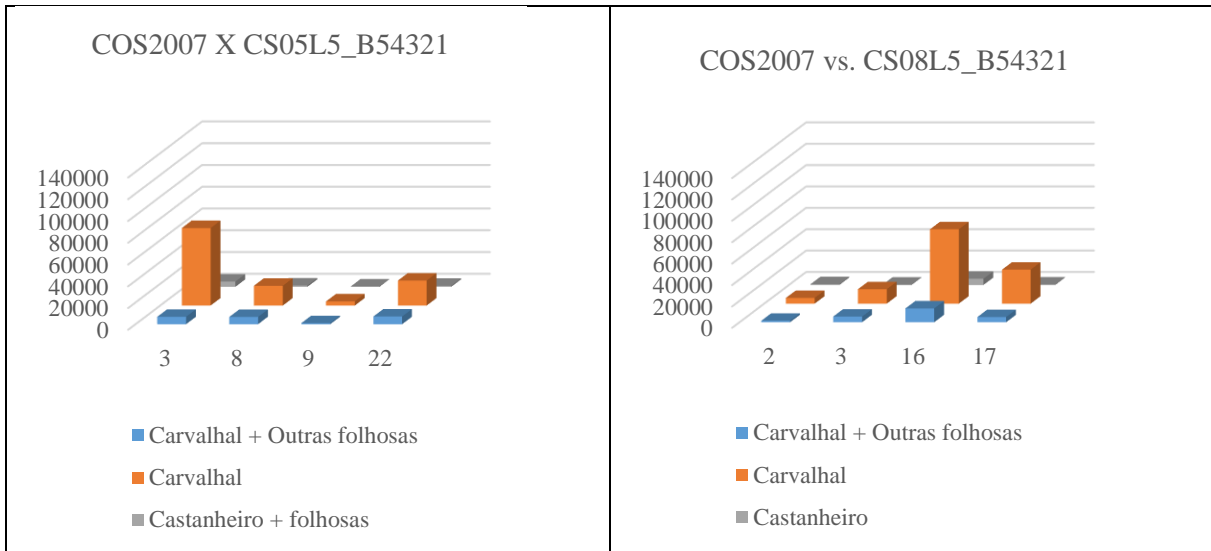 COS2007 X CS05L5_B54321
140000
120000
100000
80000
60000
40000
20000
0
3 8 9 22
Carvalhal + Outras folhosas
Carvalhal
Castanheiro + folhosas
COS2007 vs. CS08L5_B54321
140000
120000
100000
80000
60000
40000
20000
0
2 3 16 17
Carvalhal + Outras folhosas
Carvalhal
Castanheiro